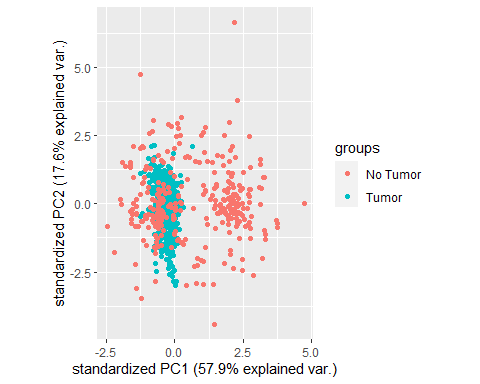 5.0
2.5
0.0
-2.5
standardized PC2 (17.6% explained var.)
-2.5
0.0
2.5
5.0
standardized PC1 (57.9% explained var.)
groups
No Tumor
Tumor